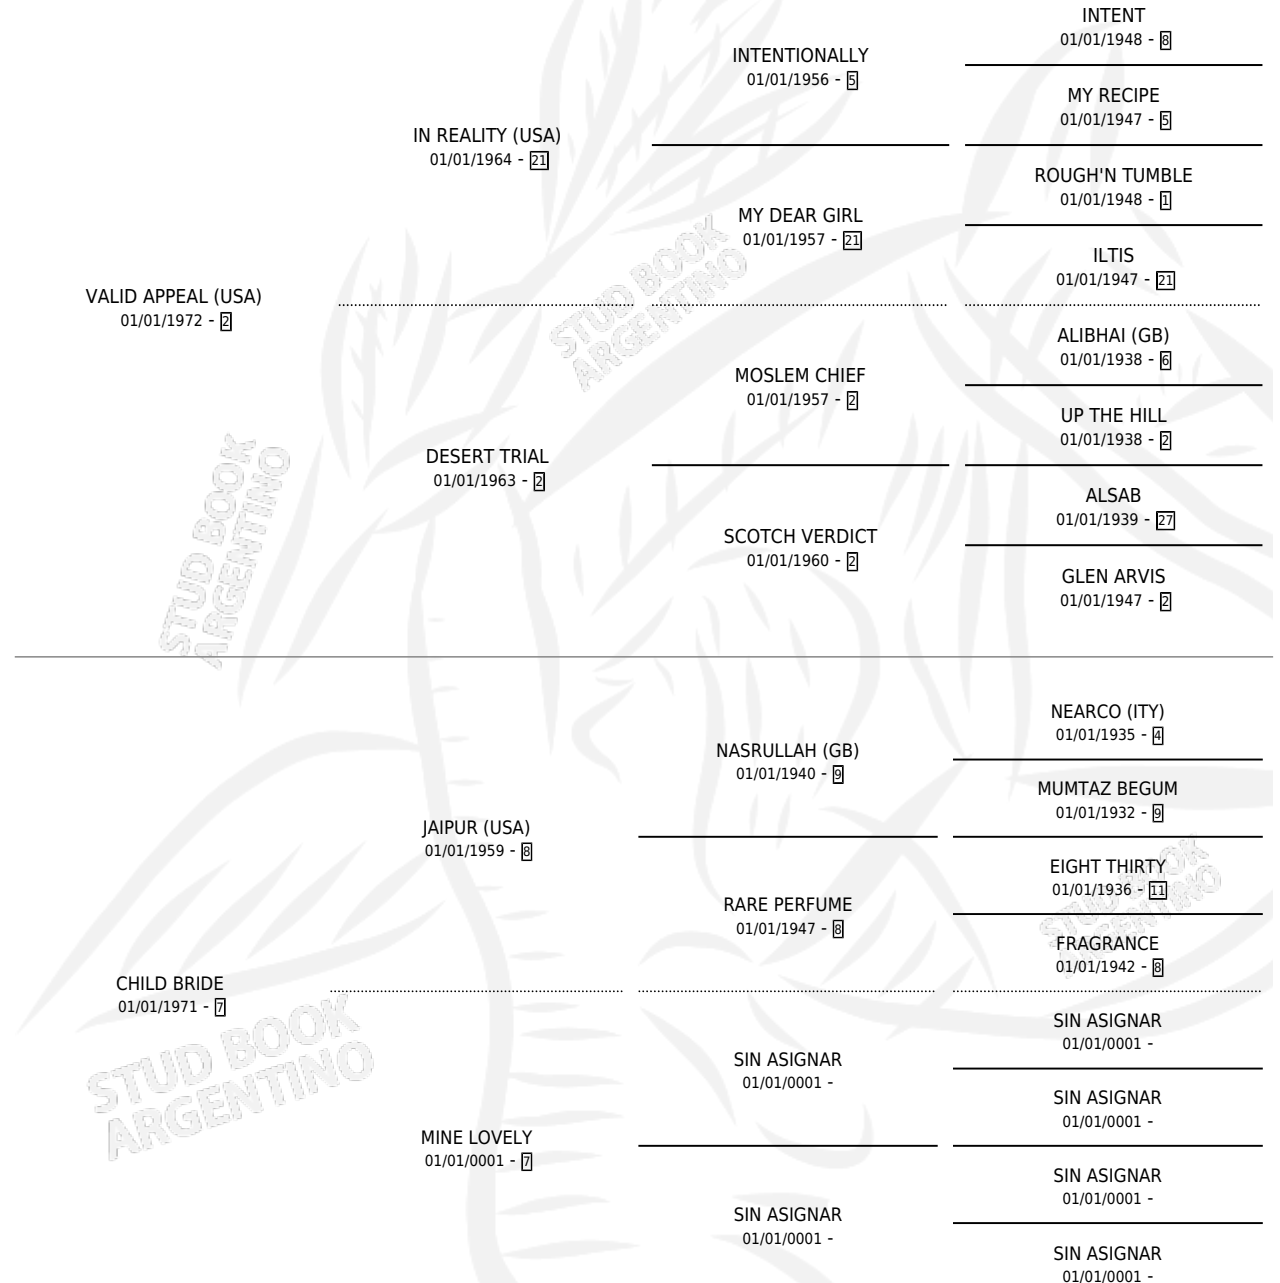 INTENT
01/01/1948 - 8
INTENTIONALLY
01/01/1956 - 5
MY RECIPE
01/01/1947 - 5
IN REALITY (USA)
01/01/1964 - 21
ROUGH'N TUMBLE
01/01/1948 - 1
MY DEAR GIRL
01/01/1957 - 21
ILTIS
01/01/1947 - 21
VALID APPEAL (USA)
01/01/1972 - 2
ALIBHAI (GB)
01/01/1938 - 6
MOSLEM CHIEF
01/01/1957 - 2
UP THE HILL
01/01/1938 - 2
DESERT TRIAL
01/01/1963 - 2
ALSAB
01/01/1939 - 27
SCOTCH VERDICT
01/01/1960 - 2
GLEN ARVIS
01/01/1947 - 2
NEARCO (ITY)
01/01/1935 - 4
NASRULLAH (GB)
01/01/1940 - 9
MUMTAZ BEGUM
01/01/1932 - 9
JAIPUR (USA)
01/01/1959 - 8
EIGHT THIRTY
01/01/1936 - 11
RARE PERFUME
01/01/1947 - 8
FRAGRANCE
01/01/1942 - 8
CHILD BRIDE
01/01/1971 - 7
SIN ASIGNAR
01/01/0001 -
SIN ASIGNAR
01/01/0001 -
SIN ASIGNAR
01/01/0001 -
MINE LOVELY
01/01/0001 - 7
SIN ASIGNAR
01/01/0001 -
SIN ASIGNAR
01/01/0001 -
SIN ASIGNAR
01/01/0001 -
STUD BOOK
ARGENTINO
STUD BOOK
ARGENTINO
STUD BOOK
ARGENTINO
STUD BOOK
ARGENTINO